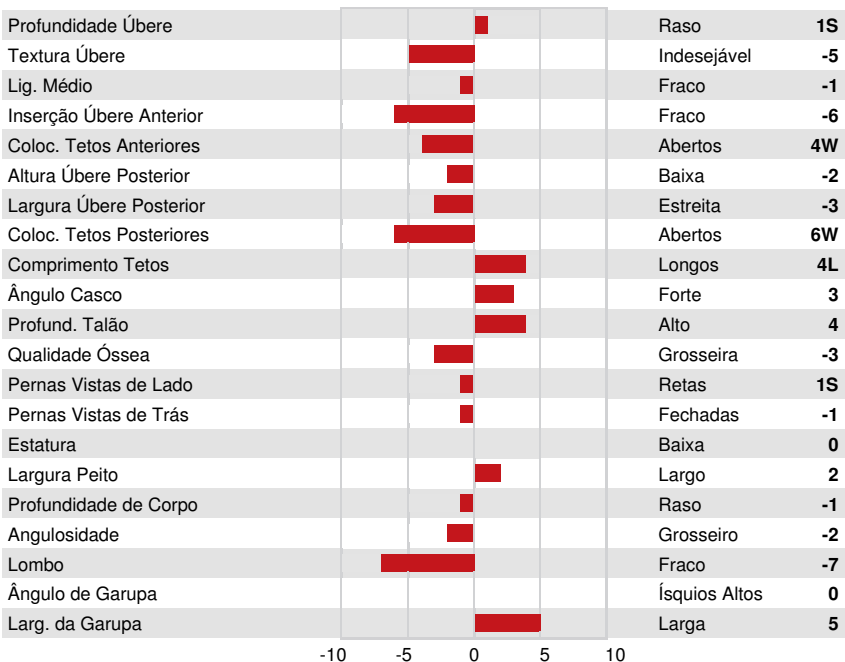 Profundidade Úbere Raso 1S
Textura Úbere Indesejável -5
Lig. Médio Fraco -1
Inserção Úbere Anterior Fraco -6
Coloc. Tetos Anteriores Abertos 4W
Altura Úbere Posterior Baixa -2
Largura Úbere Posterior Estreita -3
Coloc. Tetos Posteriores Abertos 6W
Comprimento Tetos Longos 4L
Ângulo Casco Forte 3
Profund. Talão Alto 4
Qualidade Óssea Grosseira -3
Pernas Vistas de Lado Retas 1S
Pernas Vistas de Trás Fechadas -1
Estatura Baixa 0
Largura Peito Largo 2
Profundidade de Corpo Raso -1
Angulosidade Grosseiro -2
Lombo Fraco -7
Ângulo de Garupa Ísquios Altos 0
Larg. da Garupa Larga 5
-10 -5 0 5 10